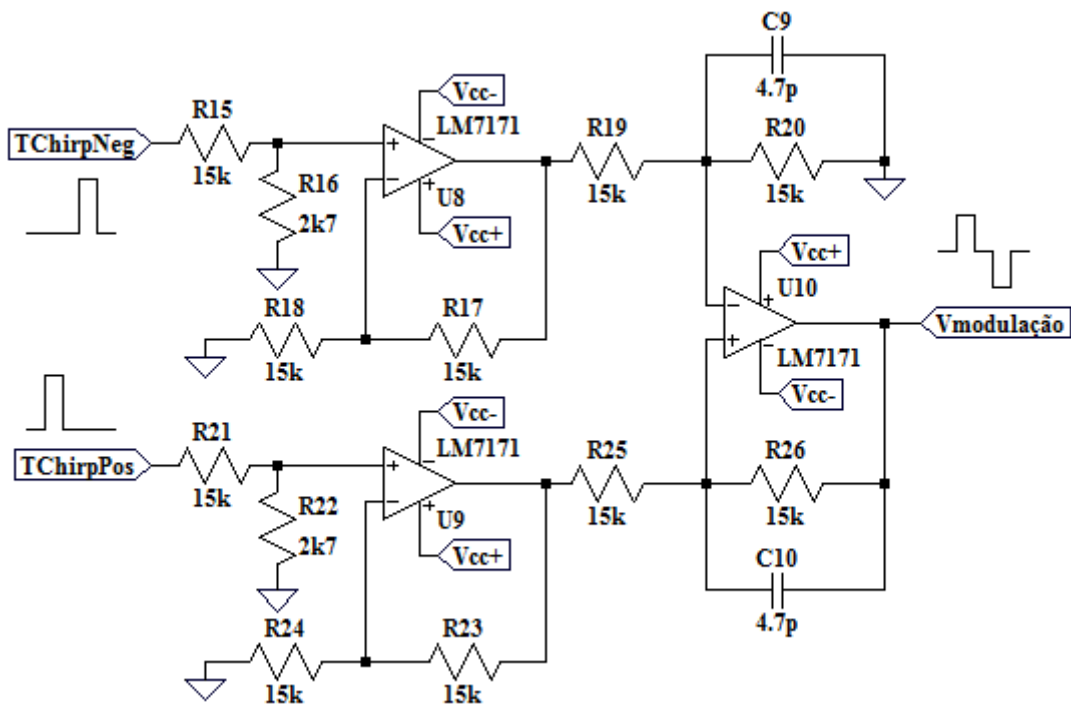 C9
4.7p
Vcc-
LM7171
R15
TChirpNeg
15k
R16
2k7
U8
Vcc+
R19
15k
R20
15k
Vcc+
U10
R18
15k
R17
15k
Vmodulação
LM7171
Vcc-
Vcc-
LM7171
R21
TChirpPos
15k
R22
2k7
U9
Vcc+
R25
15k
R26
15k
C10
4.7p
R24
15k
R23
15k